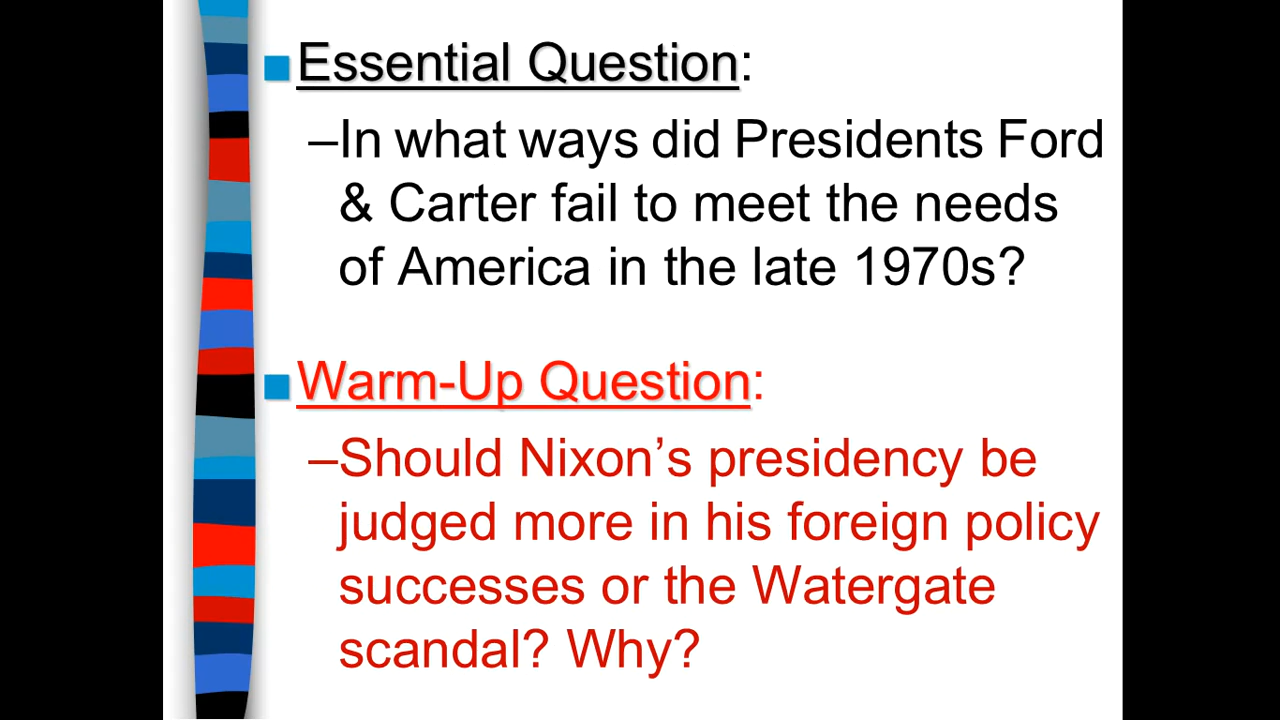 Essential Question:
–In what ways did Presidents Ford
& Carter fail to meet the needs
of America in the late 1970s?
Warm-Up Question:
–Should Nixon’s presidency be
judged more in his foreign policy
successes or the Watergate
scandal? Why?